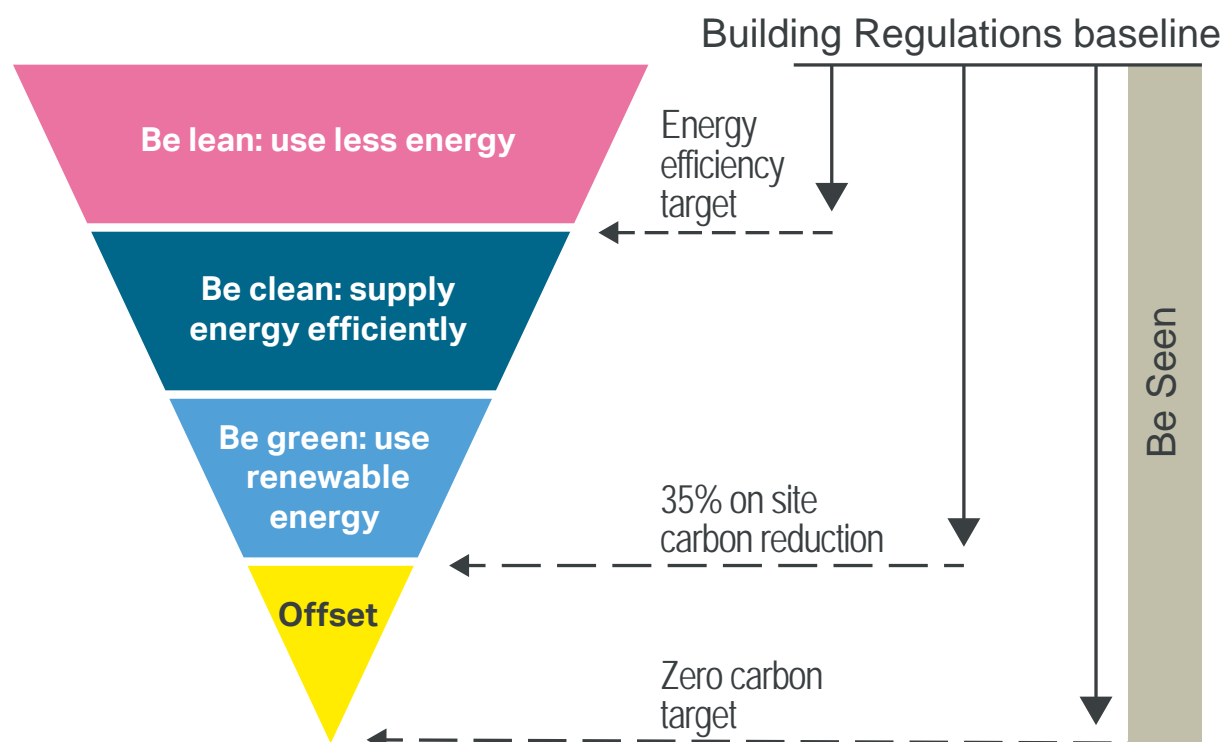 Building Regulations baseline
Be lean: use less energy
Energy
efficiency
target
Be clean: supply
energy efficiently
Be green: use
renewable
energy
35% on site
carbon reduction
Offset
Zero carbon
target
Be Seen